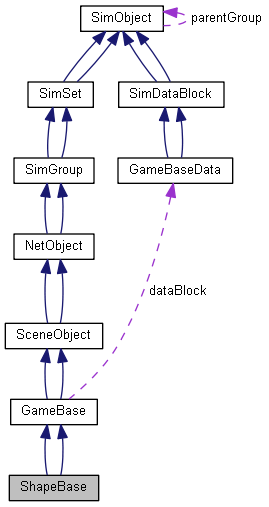 SimObject
parentGroup
SimSet
SimDataBlock
SimGroup
GameBaseData
NetObject
dataBlock
SceneObject
GameBase
ShapeBase